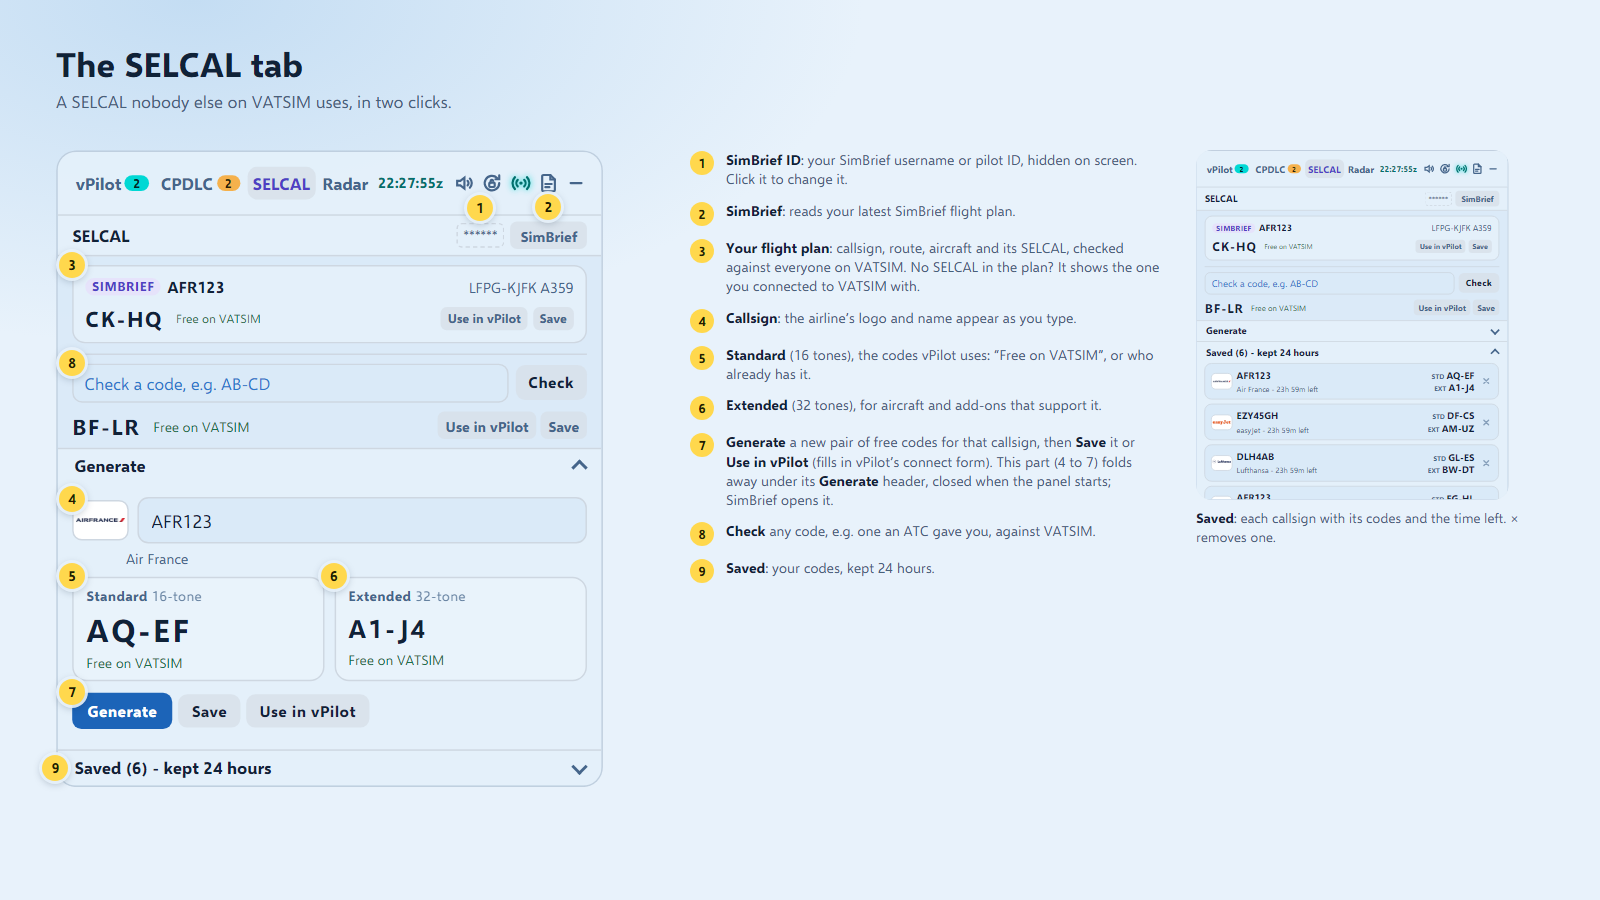 The SELCAL tab
A SELCAL nobody else on VATSIM uses, in two clicks.
vPilot 2 CPDLC 2 SELCAL Radar 22:27:55z
1 2
SELCAL ****** SimBrief
3
SIMBRIEF AFR123 LFPG-KJFK A359
CK-HQ Free on VATSIM Use in vPilot Save
8
Check a code, e.g. AB-CD Check
BF-LR Free on VATSIM Use in vPilot Save
Generate
4
AIRFRANCE AFR123
Air France
5 6
Standard 16-tone Extended 32-tone
AQ-EF A1-J4
Free on VATSIM Free on VATSIM
7
Generate Save Use in vPilot
9 Saved (6) - kept 24 hours
1 SimBrief ID: your SimBrief username or pilot ID, hidden on screen.
Click it to change it.
2 SimBrief: reads your latest SimBrief flight plan.
3 Your flight plan: callsign, route, aircraft and its SELCAL, checked
against everyone on VATSIM. No SELCAL in the plan? It shows the one
you connected to VATSIM with.
4 Callsign: the airline's logo and name appear as you type.
5 Standard (16 tones), the codes vPilot uses: "Free on VATSIM", or who
already has it.
6 Extended (32 tones), for aircraft and add-ons that support it.
7 Generate a new pair of free codes for that callsign, then Save it or
Use in vPilot (fills in vPilot's connect form). This part (4 to 7) folds
away under its Generate header, closed when the panel starts;
SimBrief opens it.
8 Check any code, e.g. one an ATC gave you, against VATSIM.
9 Saved: your codes, kept 24 hours.
vPilot 2 CPDLC 2 SELCAL Radar 22:27:55z
SELCAL ****** SimBrief
SIMBRIEF AFR123 LFPG-KJFK A359
CK-HQ Free on VATSIM Use in vPilot Save
Check a code, e.g. AB-CD Check
BF-LR Free on VATSIM Use in vPilot Save
Generate
Saved (6) - kept 24 hours
AFR123 STD AQ-EF
Air France - 23h 59m left EXT A1-J4 ×
EZY45GH STD DF-CS
easyJet easyJet - 23h 59m left EXT AM-UZ ×
DLH4AB STD GL-ES
Lufthansa - 23h 59m left EXT BW-DT ×
AFR123 STD EG-HL
Saved: each callsign with its codes and the time left. ×
removes one.